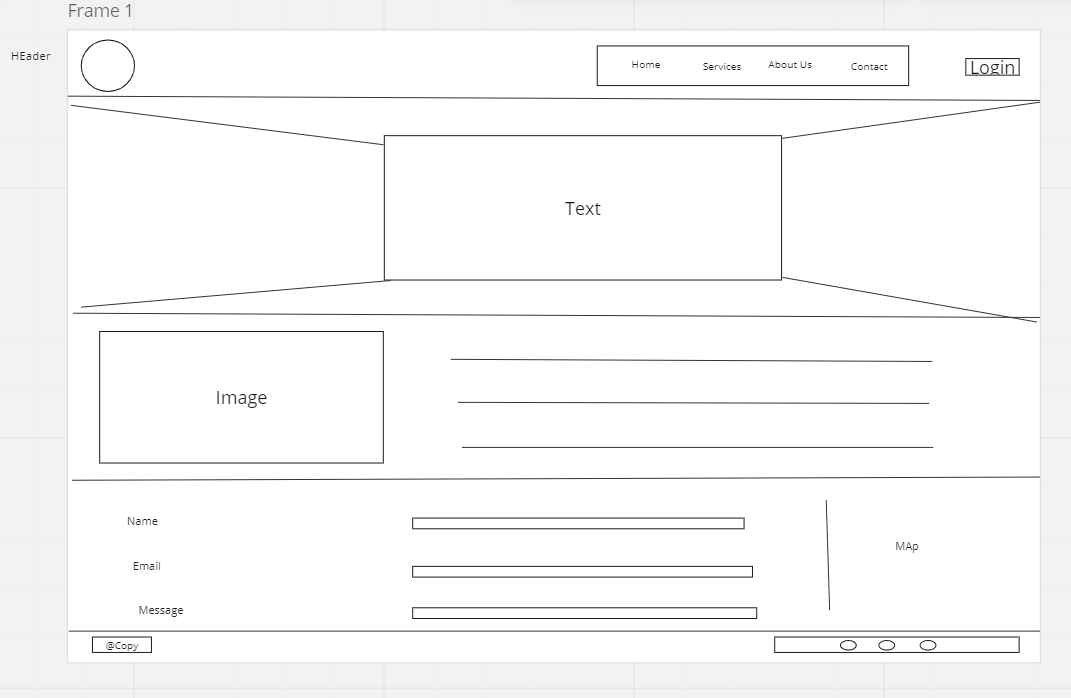 Frame 1
HEader
Home Services About Us Contact
Login
Text
Image
Name
Email
Message
MAp
@Copy